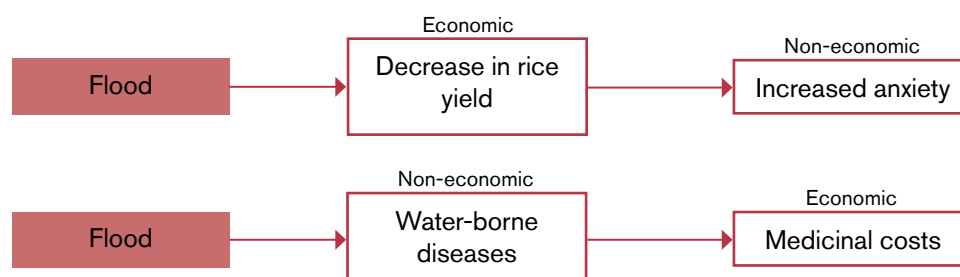 Economic
Non-economic
Flood
Decrease in rice
yield
Increased anxiety
Non-economic
Economic
Flood
Water-borne
diseases
Medicinal costs